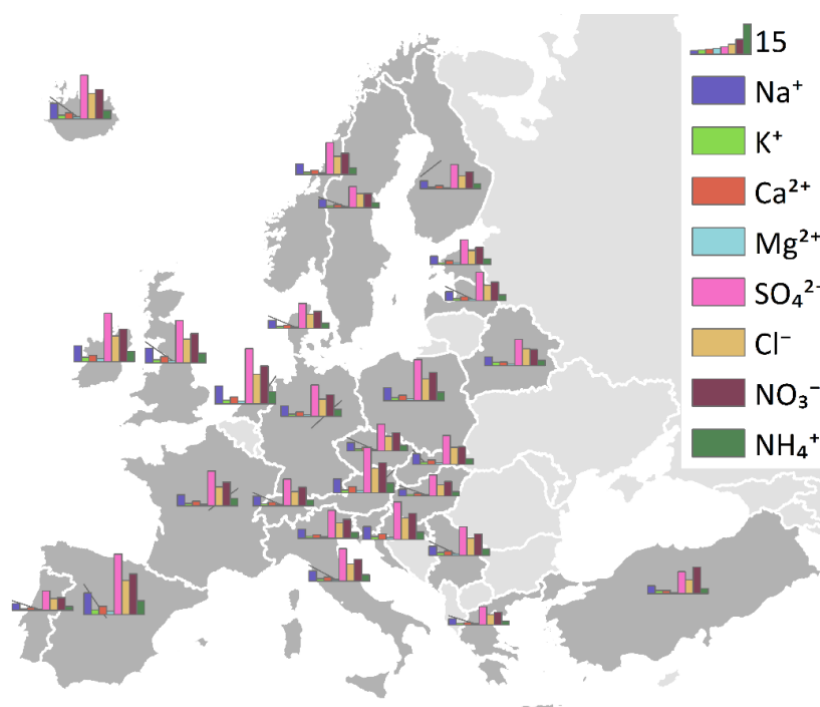 15
Na⁺
K⁺
Ca²⁺
Mg²⁺
SO₄²⁻
Cl⁻
NO₃⁻
NH₄⁺